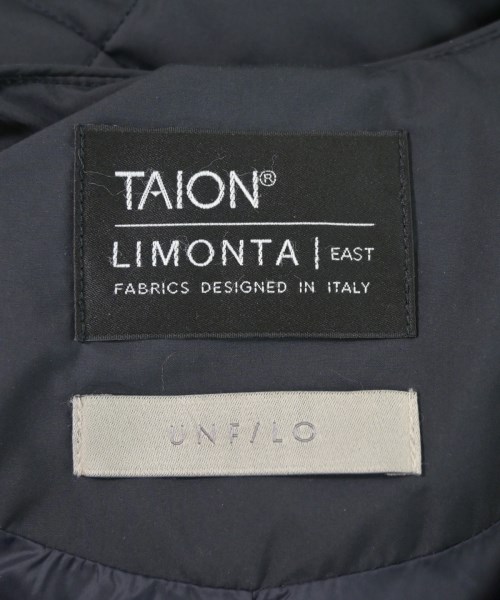 TAION®
LIMONTA | EAST
FABRICS DESIGNED IN ITALY
UNF/LO